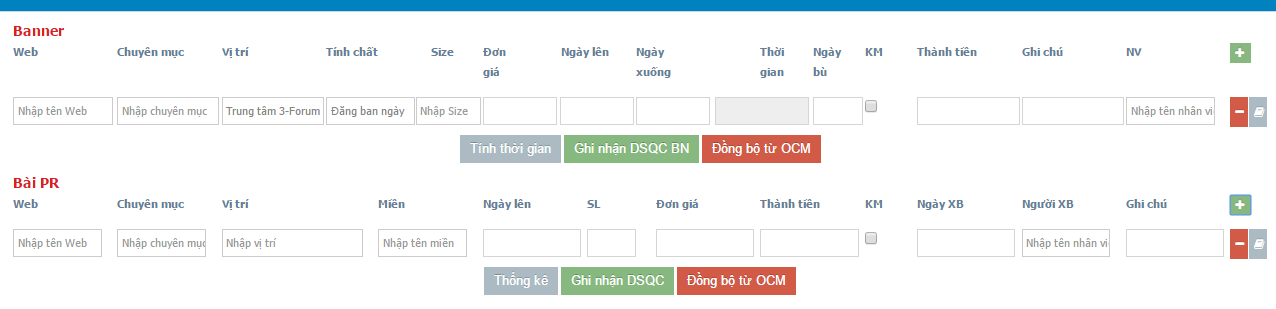 Banner
Web Chuyên mục Vị trí Tính chất Size Đơn giá Ngày lên Ngày xuống Thời gian Ngày bù KM Thành tiền Ghi chú NV
Nhập tên Web Nhập chuyên mục Trung tâm 3-Forum Đăng ban ngày Nhập Size Nhập tên nhân viê
Tính thời gian Ghi nhận DSQC BN Đồng bộ từ OCM
Bài PR
Web Chuyên mục Vị trí Miền Ngày lên SL Đơn giá Thành tiền KM Ngày XB Người XB Ghi chú
Nhập tên Web Nhập chuyên mục Nhập vị trí Nhập tên miền Nhập tên nhân viê
Thống kê Ghi nhận DSQC Đồng bộ từ OCM